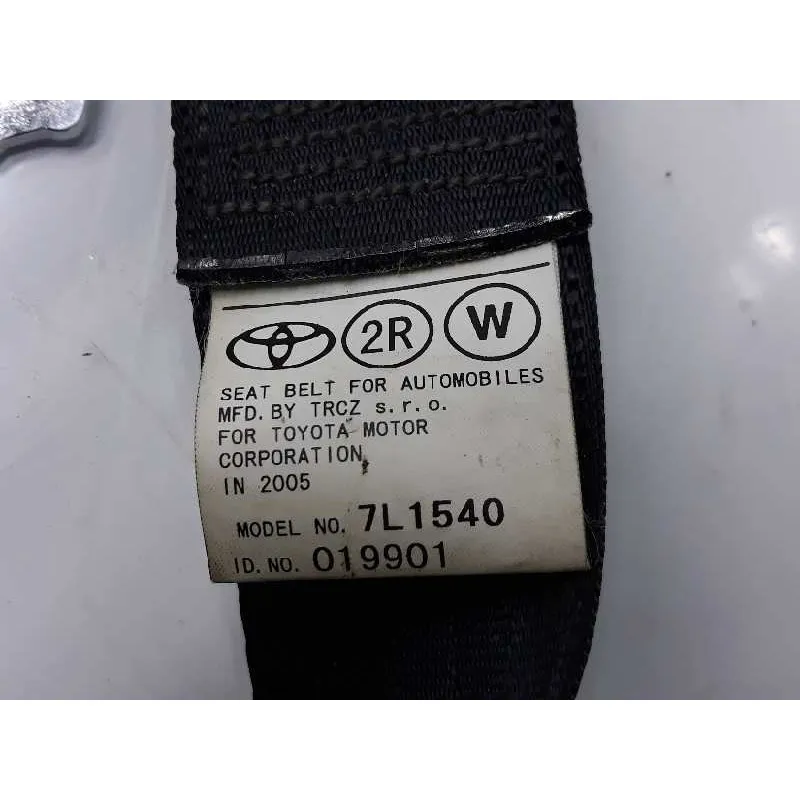 2R W
SEAT BELT FOR AUTOMOBILES
MFD. BY TRCZ s. r. o.
FOR TOYOTA MOTOR
CORPORATION
IN 2005
MODEL NO. 7L1540
ID. NO. 019901